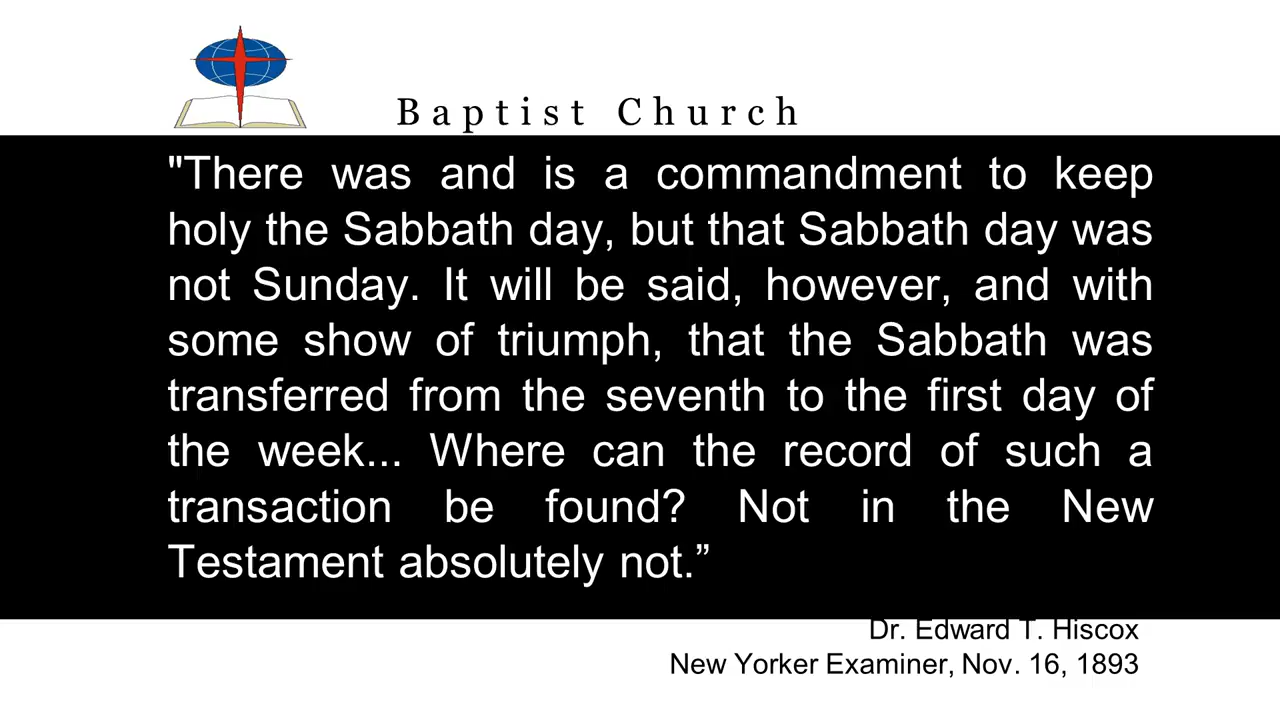 Baptist Church
"There was and is a commandment to keep
holy the Sabbath day, but that Sabbath day was
not Sunday. It will be said, however, and with
some show of triumph, that the Sabbath was
transferred from the seventh to the first day of
the week... Where can the record of such a
transaction be found? Not in the New
Testament absolutely not.”
Dr. Edward T. Hiscox
New Yorker Examiner, Nov. 16, 1893